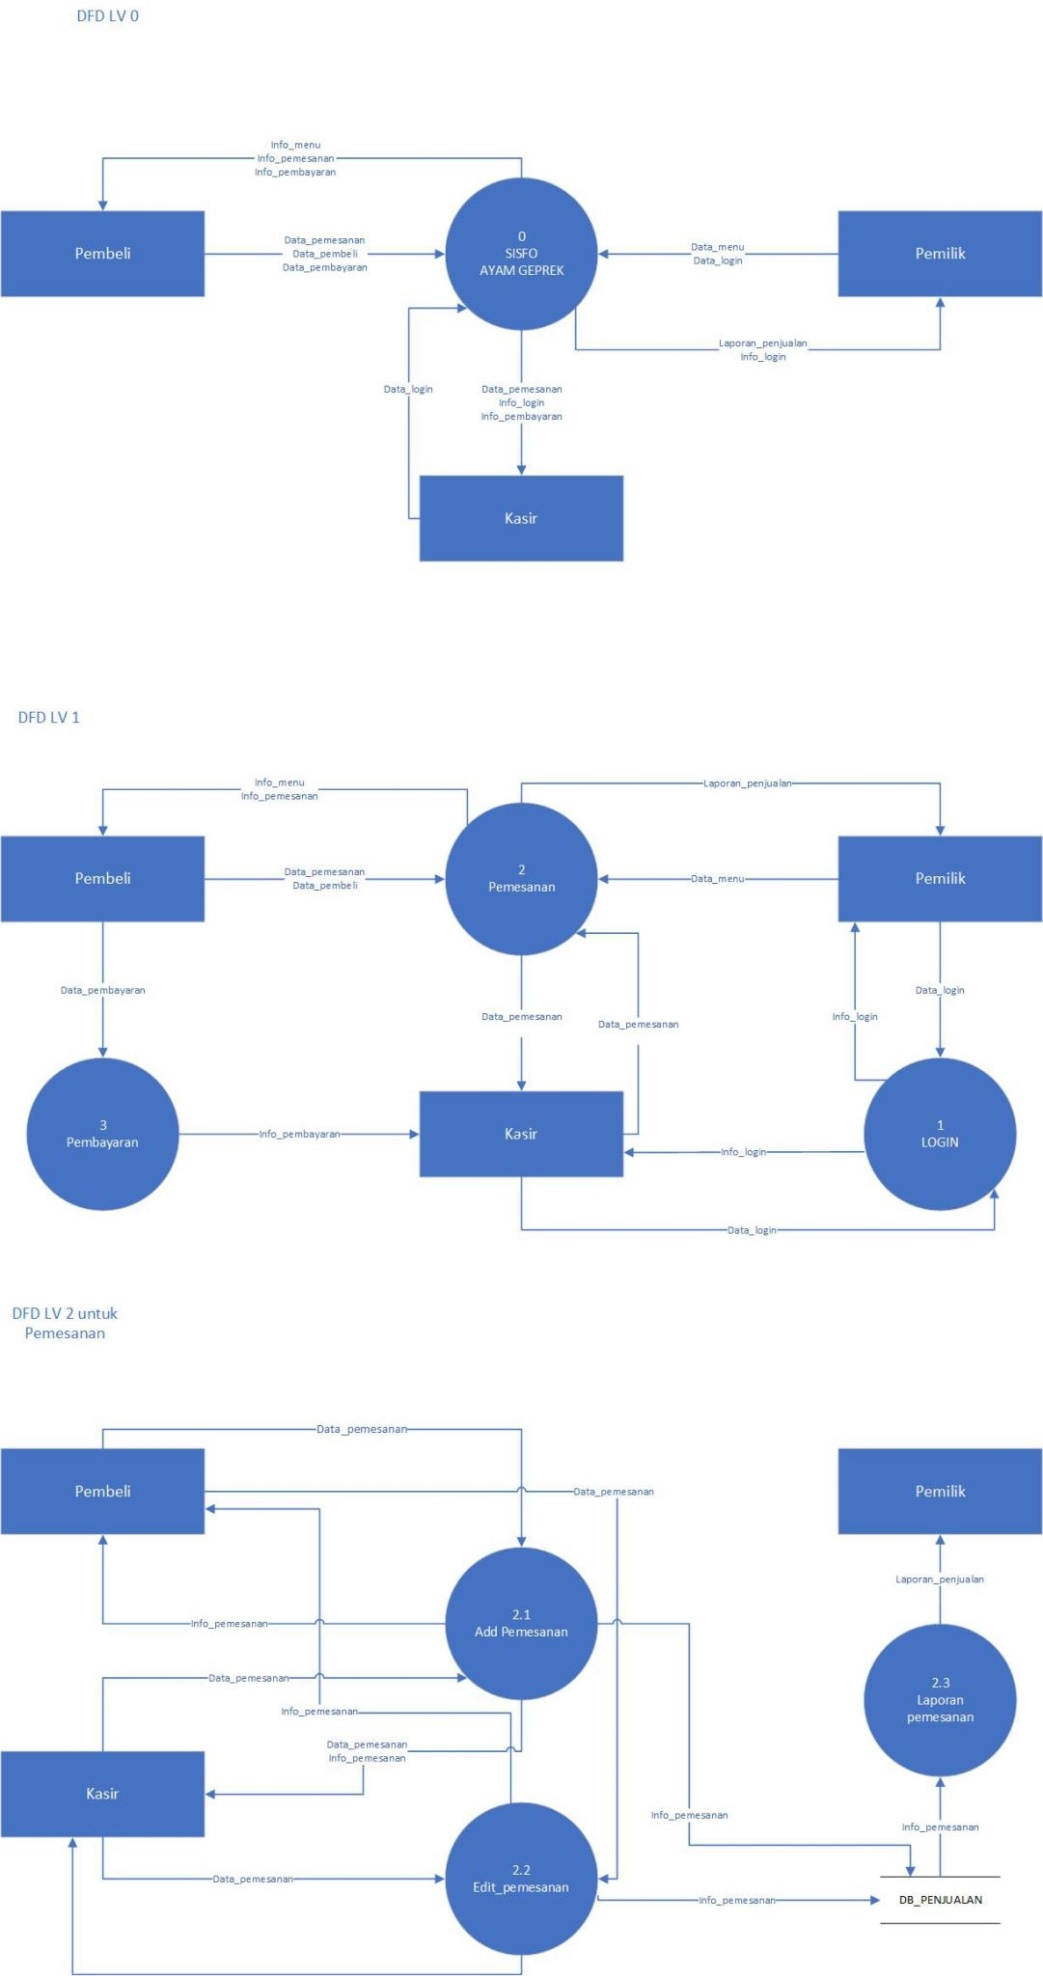 DFD LV 0
Info_menu
Info_pemesanan
Info_pembayaran
Pembeli
Data_pemesanan
Data_pembeli
Data_pembayaran
0
SISFO
AYAM GEPREK
Data_menu
Data_login
Pemilik
Laporan_penjualan
Info_login
Data_login
Data_pemesanan
Info_login
Info_pembayaran
Kasir
DFD LV 1
Info_menu
Info_pemesanan
Laporan_penjualan
Pembeli
Data_pemesanan
Data_pembeli
2
Pemesanan
Data_menu
Pemilik
Data_pembayaran
Data_pemesanan
Data_pemesanan
Info_login
Data_login
3
Pembayaran
Info_pembayaran
Kasir
Info_login
1
LOGIN
Data_login
DFD LV 2 untuk
Pemesanan
Data_pemesanan
Pembeli
Data_pemesanan
Pemilik
Laporan_penjualan
Info_pemesanan
2.1
Add Pemesanan
Data_pemesanan
2.3
Laporan
pemesanan
Info_pemesanan
Data_pemesanan
Info_pemesanan
Kasir
Info_pemesanan
Info_pemesanan
Data_pemesanan
2.2
Edit_pemesanan
Info_pemesanan
DB_PENJUALAN